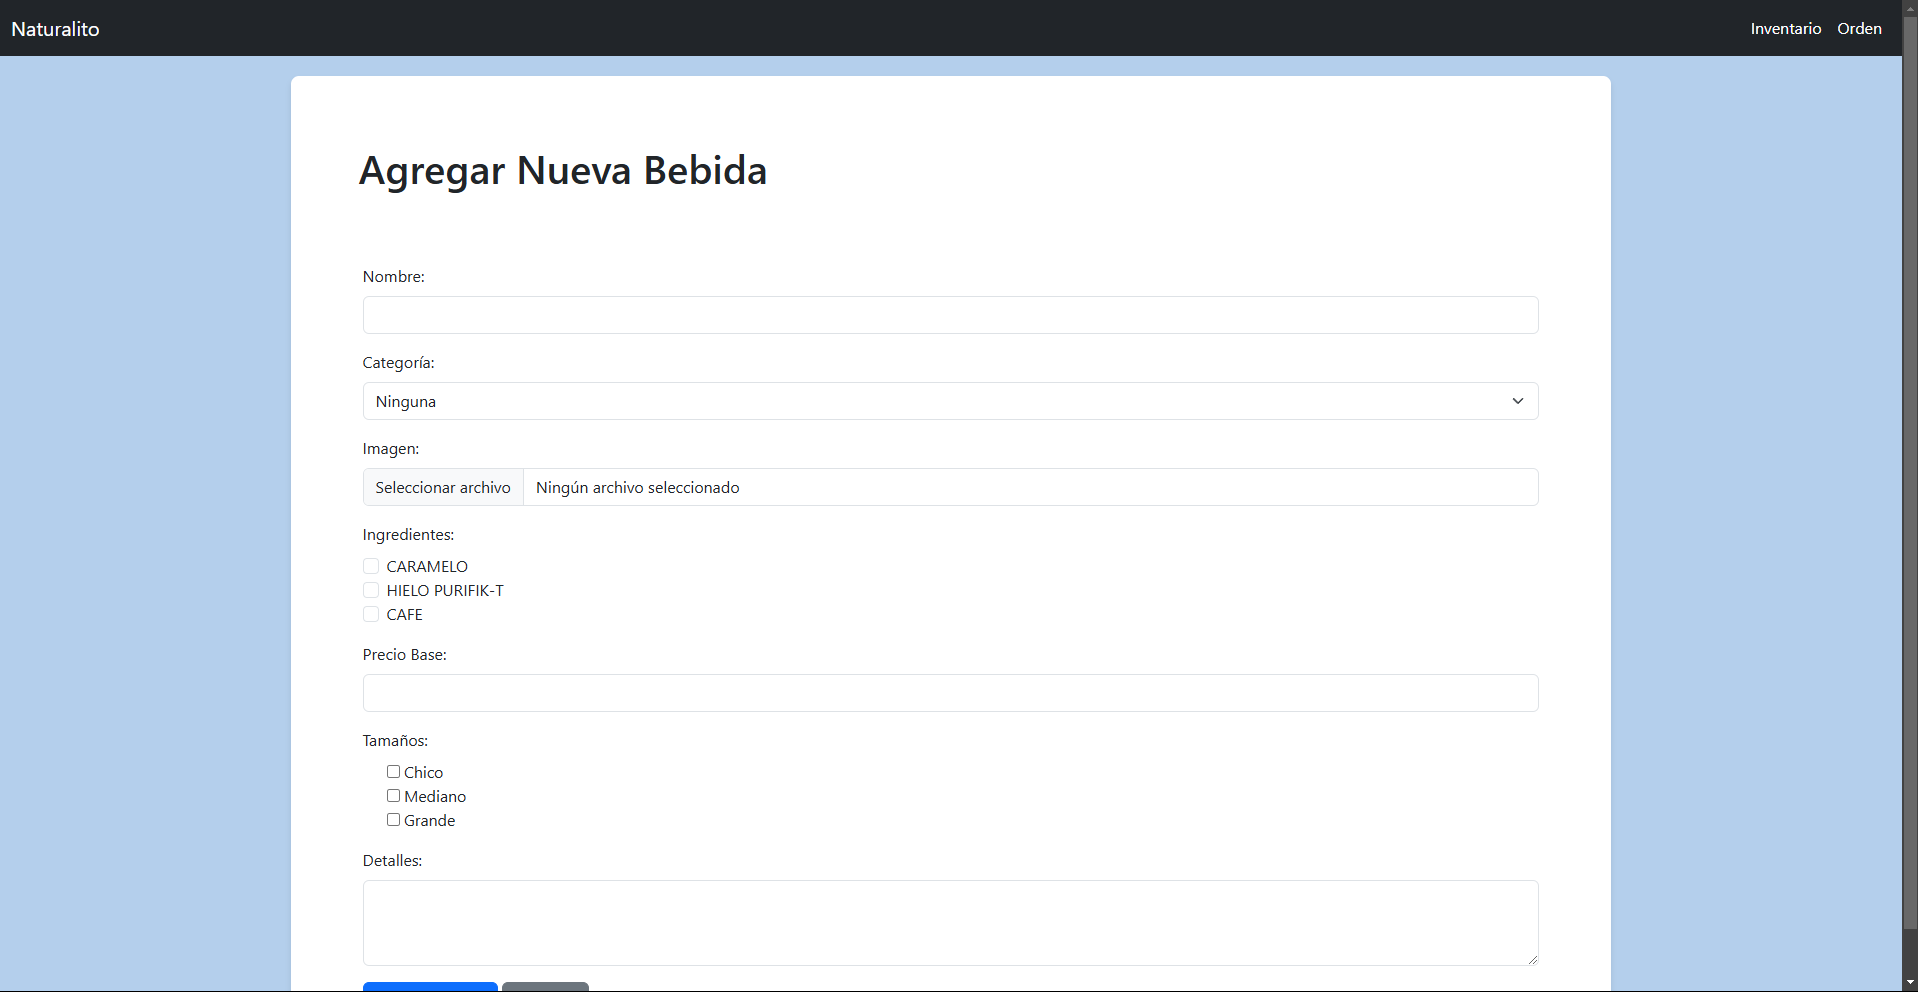 Naturalito
Inventario Orden
Agregar Nueva Bebida
Nombre:
Categoría:
Ninguna
Imagen:
Seleccionar archivo Ningún archivo seleccionado
Ingredientes:
CARAMELO
HIELO PURIFIK-T
CAFE
Precio Base:
Tamaños:
Chico
Mediano
Grande
Detalles: